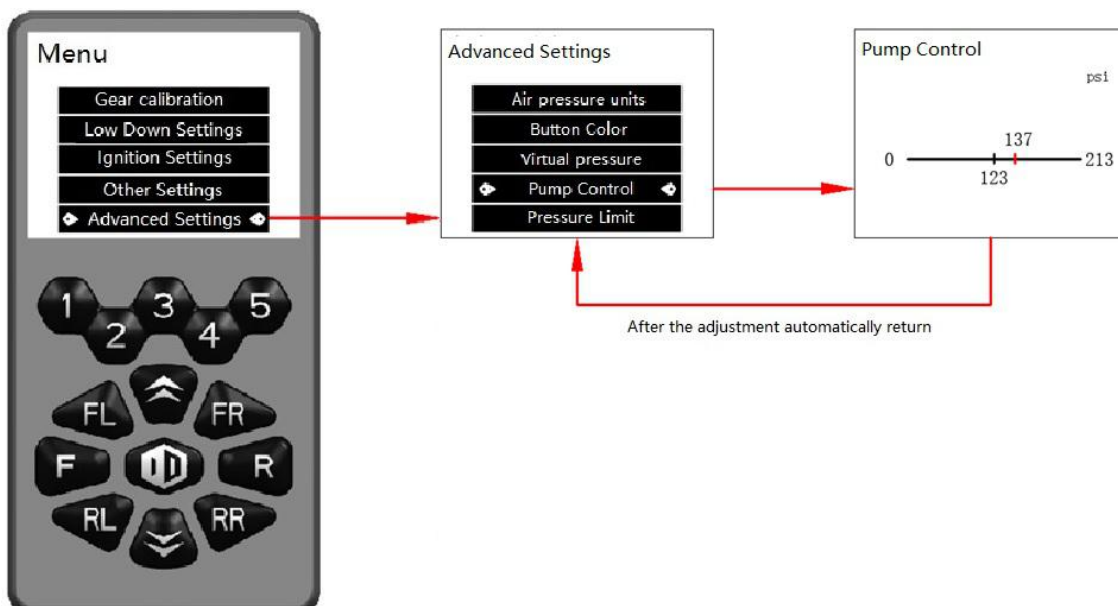 Menu
Gear calibration
Low Down Settings
Ignition Settings
Other Settings
Advanced Settings
1
2
3
4
5
FL
FR
F
R
RL
RR
Advanced Settings
Air pressure units
Button Color
Virtual pressure
Pump Control
Pressure Limit
Pump Control
psi
137
0
213
123
After the adjustment automatically return